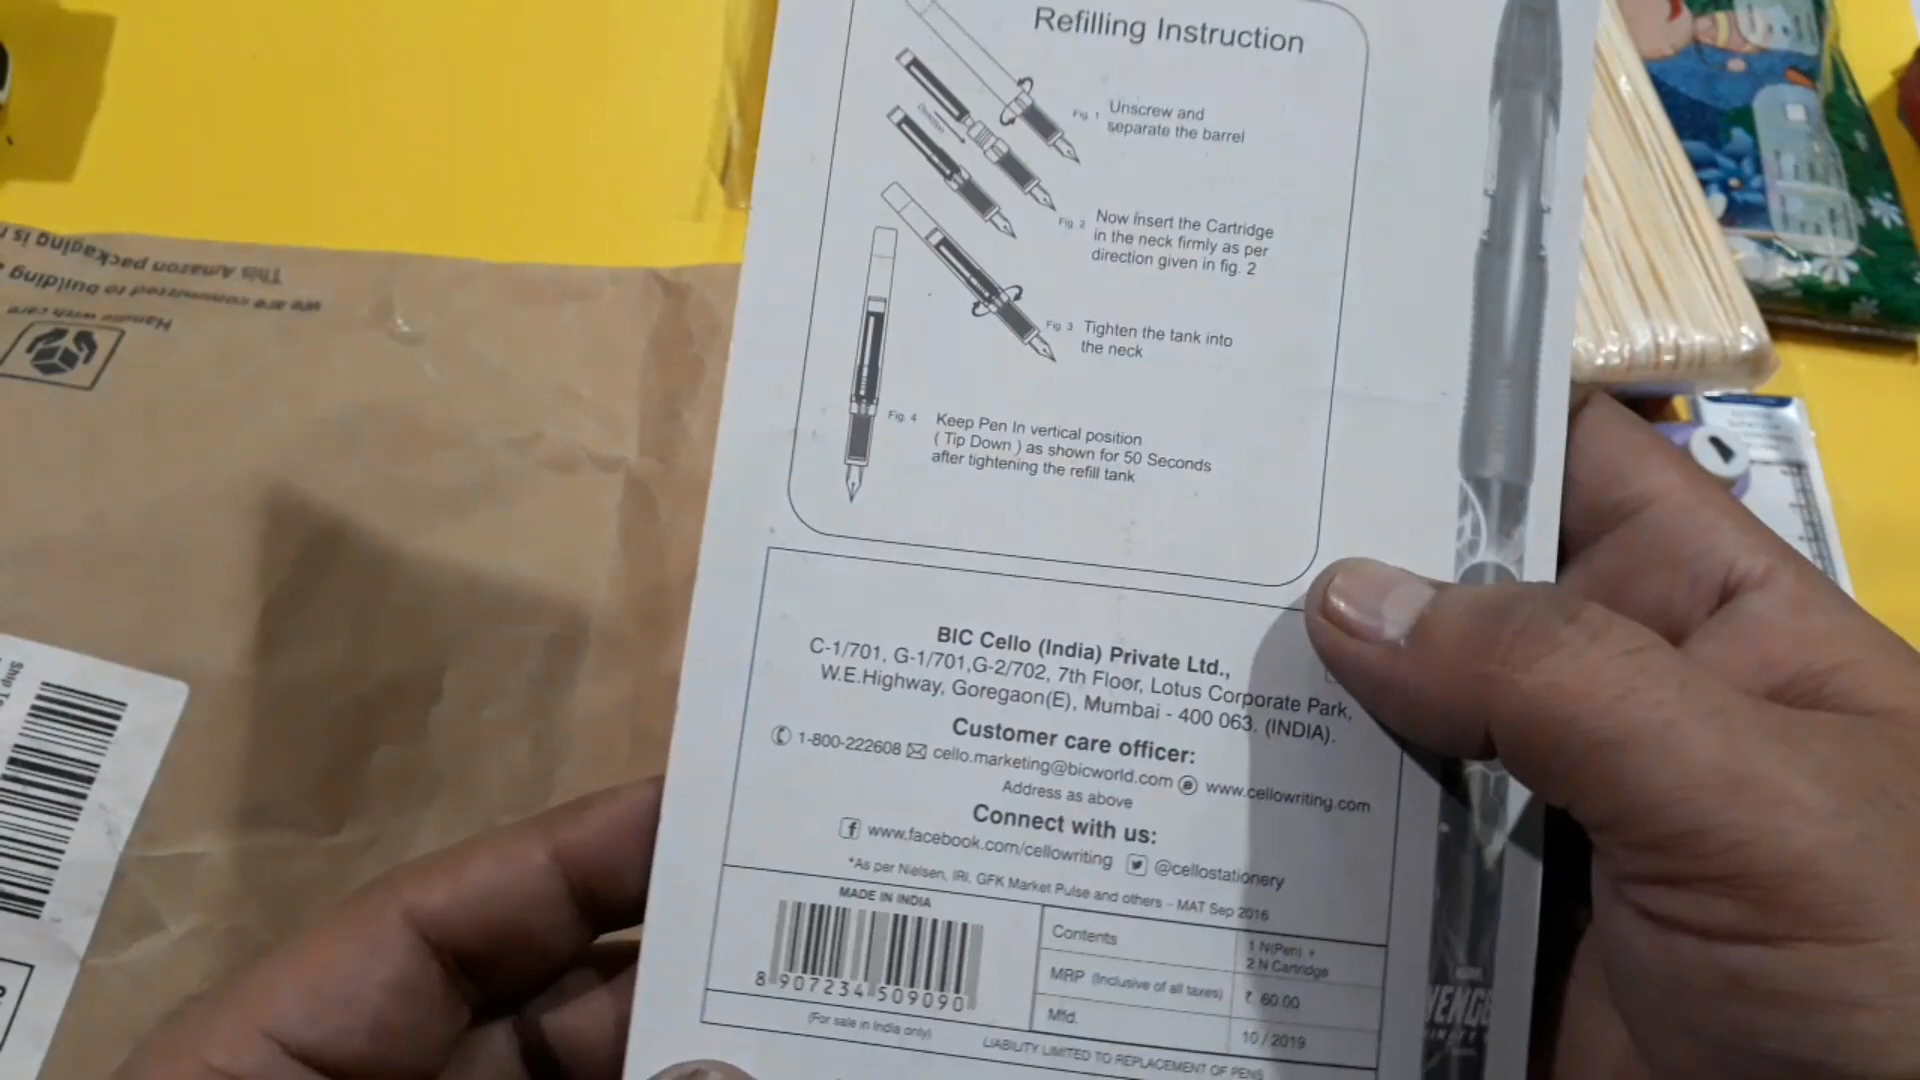 Refilling Instruction
Direction
Fig. 1 Unscrew and
separate the barrel
Fig. 2 Now insert the Cartridge
in the neck firmly as per
direction given in fig. 2
Fig. 3 Tighten the tank into
the neck
Fig. 4 Keep Pen In vertical position
( Tip Down ) as shown for 50 Seconds
after tightening the refill tank
BIC Cello (India) Private Ltd.,
C-1/701, G-1/701,G-2/702, 7th Floor, Lotus Corporate Park,
W.E.Highway, Goregaon(E), Mumbai - 400 063. (INDIA).
Customer care officer:
1-800-222608 cello.marketing@bicworld.com www.cellowriting.com
Address as above
Connect with us:
www.facebook.com/cellowriting @cellostationery
*As per Nielsen, IRI, GFK Market Pulse and others - MAT Sep 2016
MADE IN INDIA
8 907234 509090
(For sale in India only)
Contents 1 N(Pen) +
2 N Cartridge
MRP (Inclusive of all taxes) ₹ 60.00
Mfd. 10/2019
LIABILITY LIMITED TO REPLACEMENT OF PENS
This Amazon packaging is
we are committed to building
Handle with care
Ship